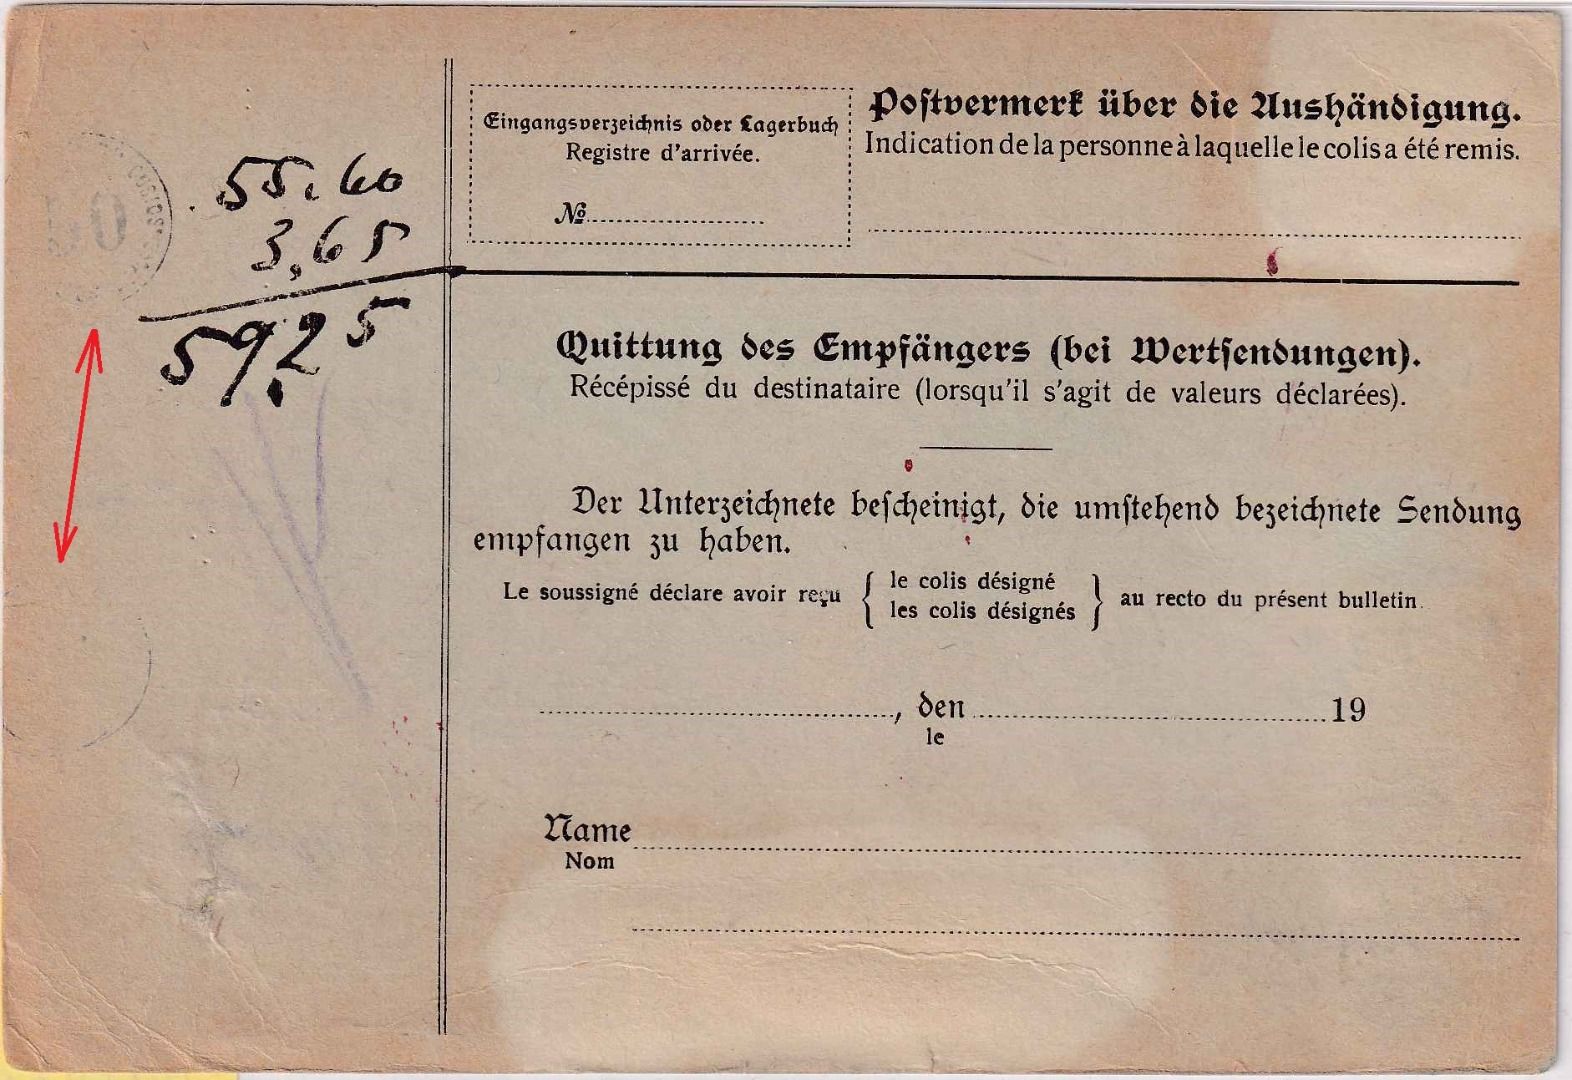 55.60
3,65
59,25
50
Eingangsverzeichnis oder Lagerbuch
Registre d'arrivée.
№
Postvermerk über die Aushändigung.
Indication de la personne à laquelle le colis a été remis.
Quittung des Empfängers (bei Wertsendungen).
Récépissé du destinataire (lorsqu'il s'agit de valeurs déclarées).
Der Unterzeichnete bescheinigt, die umstehend bezeichnete Sendung
empfangen zu haben.
Le soussigné déclare avoir reçu { le colis désigné
les colis désignés } au recto du présent bulletin.
, den 19
le
Name
Nom